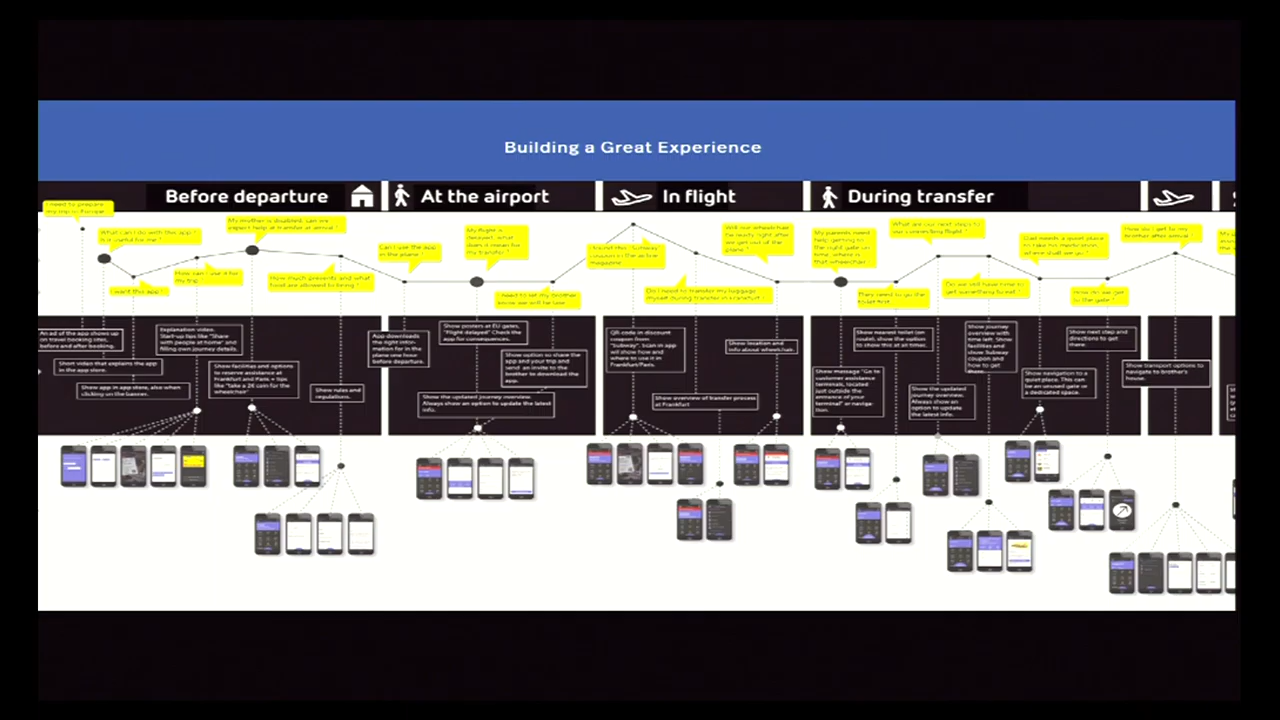 Building a Great Experience
Before departure
At the airport
In flight
During transfer
I need to prepare
my trip to Europe
What can I do with this app?
Is it useful for me?
I want this app!
How can I use it for
my trip
My mother is disabled, can we
expect help at transfer at arrival?
How much presents and what
food are allowed to bring?
Can I use the app
in the plane?
My flight is
delayed, what
does it mean for
my transfer?
I need to let my brother
know we will be late
I found this "Subway"
coupon in the airline
magazine
Do I need to transfer my luggage
myself during transfer in Frankfurt?
Will our wheelchair
be ready right after
we get out of the
plane?
My parents need
help getting to
the right gate on
time, where is
that wheelchair?
They need to go the
toilet first
What are our next steps to
our connecting flight?
Do we still have time to
get something to eat?
Dad needs a quiet place
to take his medication,
where shall we go?
How do we get
to the gate?
How do I get to my
brother after arrival?
An ad of the app shows up
on travel booking sites,
before and after booking.
Short video that explains the app
in the app store.
Show app in app store, also when
clicking on the banner.
Explanation video.
Start-up tips like "Share
with people at home" and
filling own journey details.
Show facilities and options
to reserve assistance at
Frankfurt and Paris + tips
like "Take a 2€ coin for the
wheelchair"
Show rules and
regulations.
App downloads
the right infor-
mation for in the
plane one hour
before departure.
Show posters at EU gates,
"Flight delayed? Check the
app for consequences.
Show option to share
the app and your trip and
send an invite to the
brother to download the
app.
Show the updated journey overview.
Always show an option to update the latest
info.
QR-code in discount
coupon from
"Subway". Scan in app
will show how and
where to use it in
Frankfurt/Paris.
Show location and
info about wheelchair.
Show overview of transfer process
at Frankfurt
Show message "Go to
customer assistance
terminals, located
just outside the
entrance of your
terminal" or naviga-
tion.
Show nearest toilet (en
route), show the option
to show this at all times.
Show the updated
journey overview.
Always show an
option to update
the latest info.
Show journey
overview with
time left. Show
facilities and
show Subway
coupon and
how to get
there.
Show navigation to a
quiet place. This can
be an unused gate or
a dedicated space.
Show next step and
directions to get
there.
Show transport options to
navigate to brother's
house.